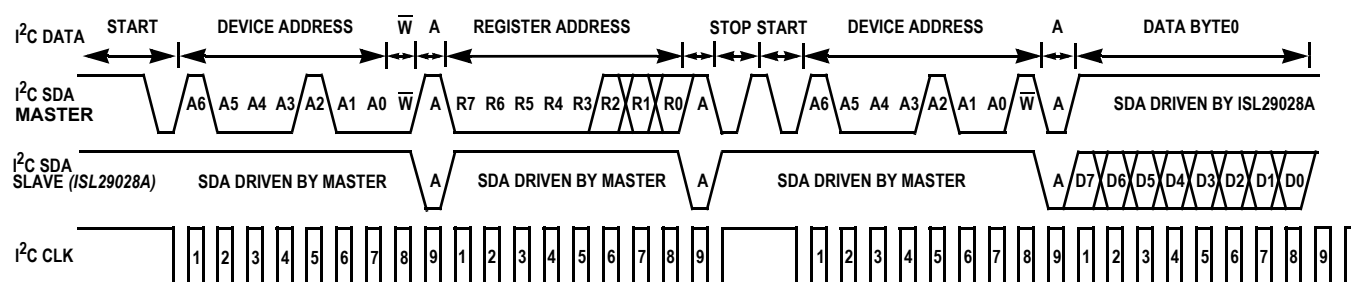 I²C DATA START DEVICE ADDRESS W̅ A REGISTER ADDRESS STOP START DEVICE ADDRESS A DATA BYTE0
I²C SDA MASTER A6 A5 A4 A3 A2 A1 A0 W̅ A R7 R6 R5 R4 R3 R2 R1 R0 A A6 A5 A4 A3 A2 A1 A0 W̅ A SDA DRIVEN BY ISL29028A
I²C SDA
SLAVE (ISL29028A) SDA DRIVEN BY MASTER A SDA DRIVEN BY MASTER A SDA DRIVEN BY MASTER A D7 D6 D5 D4 D3 D2 D1 D0
I²C CLK 1 2 3 4 5 6 7 8 9 1 2 3 4 5 6 7 8 9 1 2 3 4 5 6 7 8 9 1 2 3 4 5 6 7 8 9